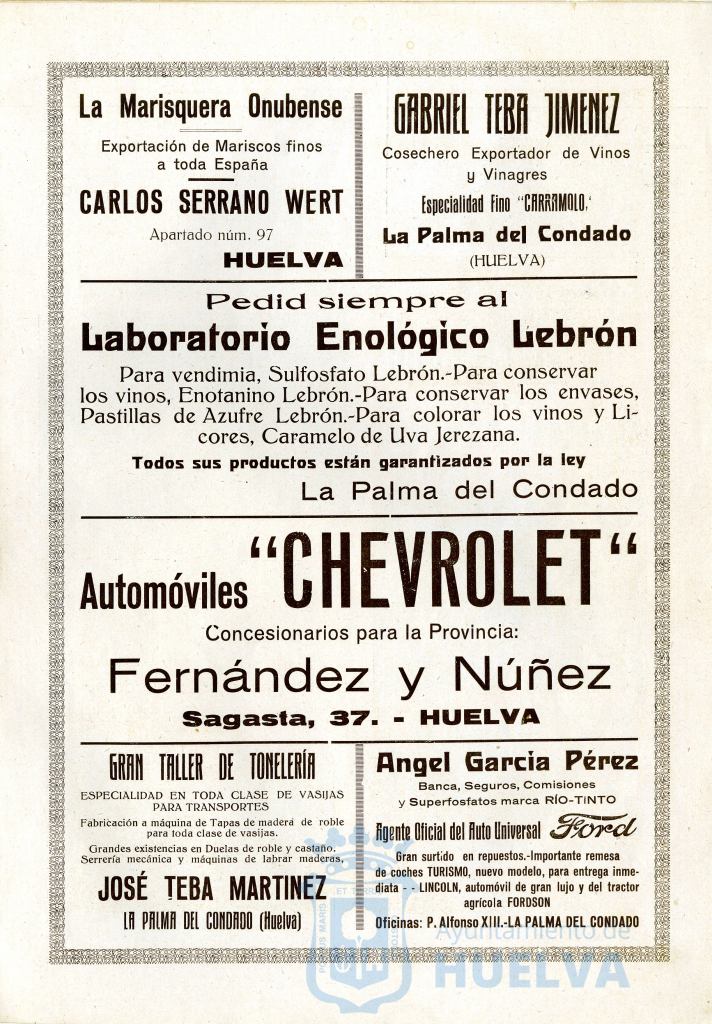 La Marisquera Onubense
Exportación de Mariscos finos
a toda España
CARLOS SERRANO WERT
Apartado núm. 97
HUELVA
GABRIEL TEBA JIMENEZ
Cosechero Exportador de Vinos
y Vinagres
Especialidad Fino "CARRAMOLO."
La Palma del Condado
(HUELVA)
Pedid siempre al
Laboratorio Enológico Lebrón
Para vendimia, Sulfosfato Lebrón.-Para conservar
los vinos, Enotanino Lebrón.-Para conservar los envases,
Pastillas de Azufre Lebrón.-Para colorar los vinos y Li-
cores, Caramelo de Uva Jerezana.
Todos sus productos están garantizados por la ley
La Palma del Condado
Automóviles "CHEVROLET"
Concesionarios para la Provincia:
Fernández y Núñez
Sagasta, 37. - HUELVA
GRAN TALLER DE TONELERÍA
ESPECIALIDAD EN TODA CLASE DE VASIJAS
PARA TRANSPORTES
Fabricación a máquina de Tapas de madera de roble
para toda clase de vasijas.
Grandes existencias en Duelas de roble y castaño.
Serrería mecánica y máquinas de labrar maderas,
JOSÉ TEBA MARTINEZ
LA PALMA DEL CONDADO (Huelva)
Angel Garcia Pérez
Banca, Seguros, Comisiones
y Superfosfatos marca RÍO-TINTO
Agente Oficial del Auto Universal Ford
Gran surtido en repuestos.-Importante remesa
de coches TURISMO, nuevo modelo, para entrega inme-
diata - - LINCOLN, automóvil de gran lujo y del tractor
agrícola FORDSON
Oficinas: P. Alfonso XIII.-LA PALMA DEL CONDADO
Ayuntamiento de
HUELVA